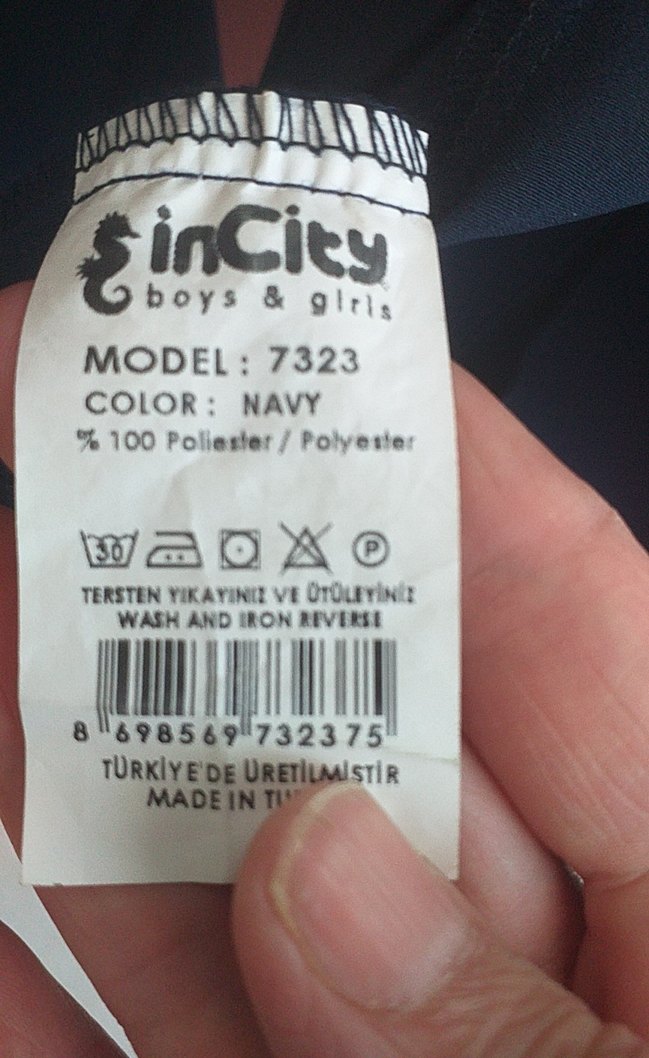 inCity
boys & girls
MODEL : 7323
COLOR : NAVY
% 100 Poliester / Polyester
30 P
TERSTEN YIKAYINIZ VE ÜTÜLEYİNİZ
WASH AND IRON REVERSE
8 698569 732375
TÜRKİYE'DE ÜRETİLMİŞTİR
MADE IN